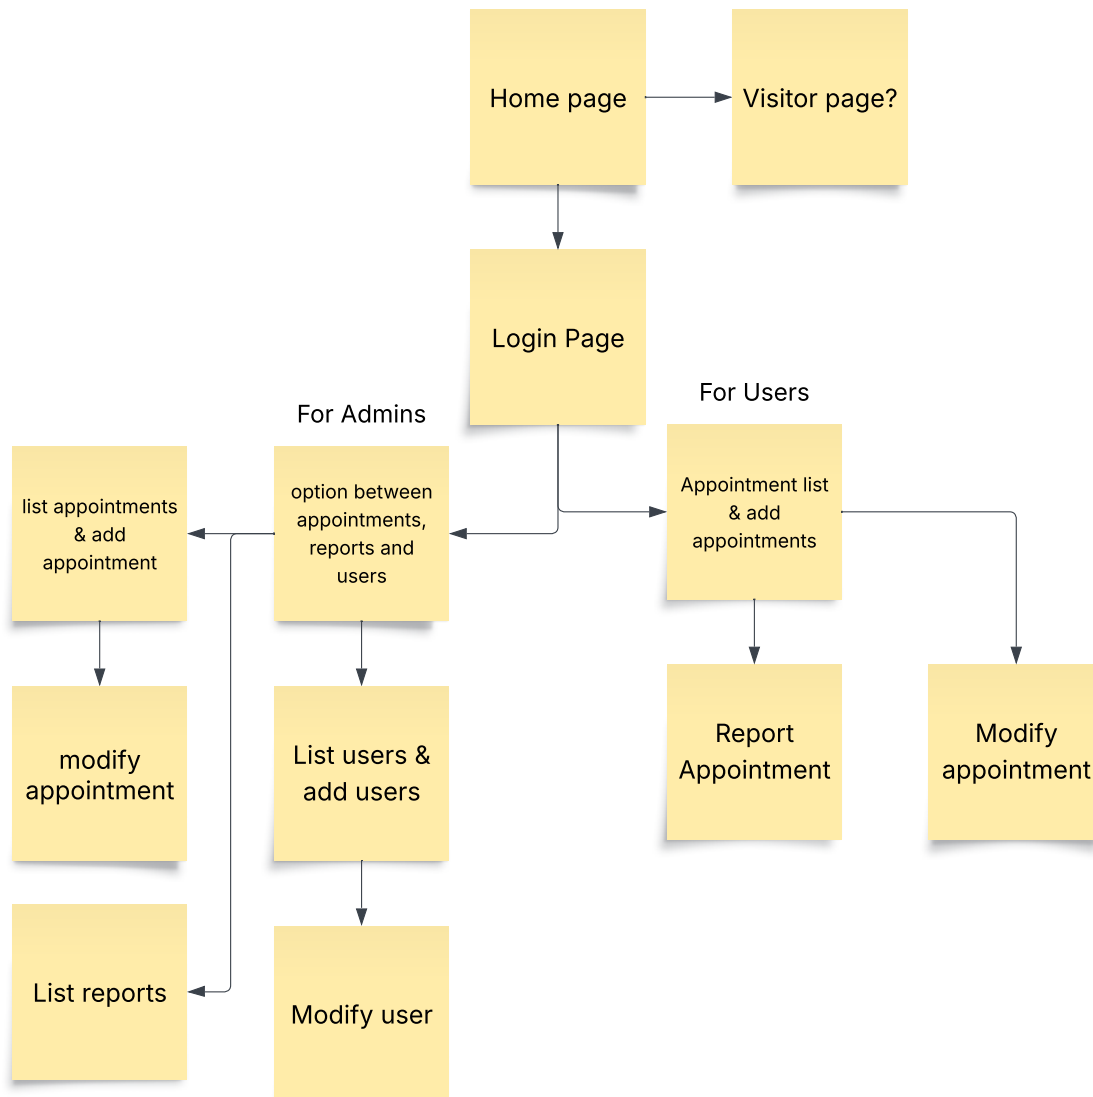 Home page
Visitor page?
Login Page
For Admins
For Users
list appointments
& add
appointment
option between
appointments,
reports and
users
Appointment list
& add
appointments
modify
appointment
List users &
add users
Report
Appointment
Modify
appointment
List reports
Modify user